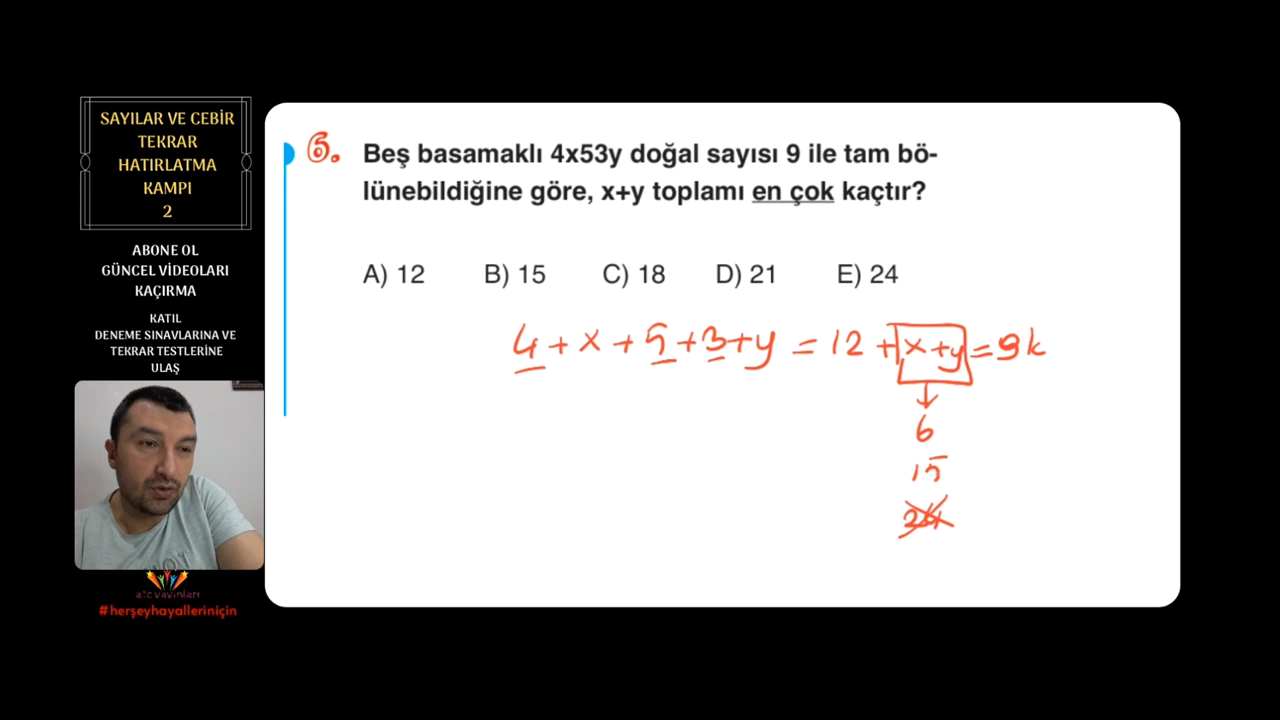 SAYILAR VE CEBİR
TEKRAR
HATIRLATMA
KAMPI
2
ABONE OL
GÜNCEL VİDEOLARI
KAÇIRMA
KATIL
DENEME SINAVLARINA VE
TEKRAR TESTLERİNE
ULAŞ
#herşeyhayalleriniçin
6. Beş basamaklı 4x53y doğal sayısı 9 ile tam bö-
lünebildiğine göre, x+y toplamı en çok kaçtır?
A) 12 B) 15 C) 18 D) 21 E) 24
4 + x + 5 + 3 + y = 12 + x + y = 9k
6
15
24